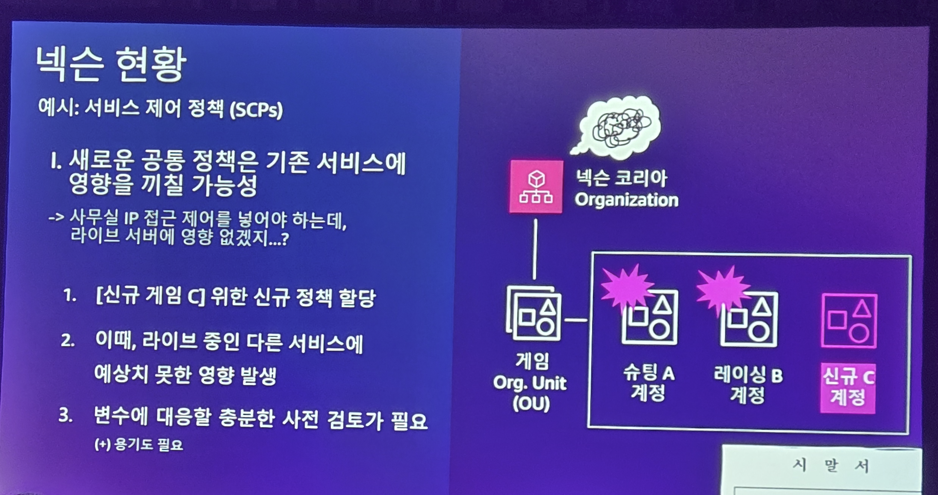 넥슨 현황
예시: 서비스 제어 정책 (SCPs)
I. 새로운 공통 정책은 기존 서비스에
영향을 끼칠 가능성
-> 사무실 IP 접근 제어를 넣어야 하는데,
라이브 서버에 영향 없겠지...?
1. [신규 게임 C] 위한 신규 정책 할당
2. 이때, 라이브 중인 다른 서비스에
예상치 못한 영향 발생
3. 변수에 대응할 충분한 사전 검토가 필요
(+) 용기도 필요
넥슨 코리아
Organization
게임
Org. Unit
(OU)
슈팅 A
계정
레이싱 B
계정
신규 C
계정
시 말 서